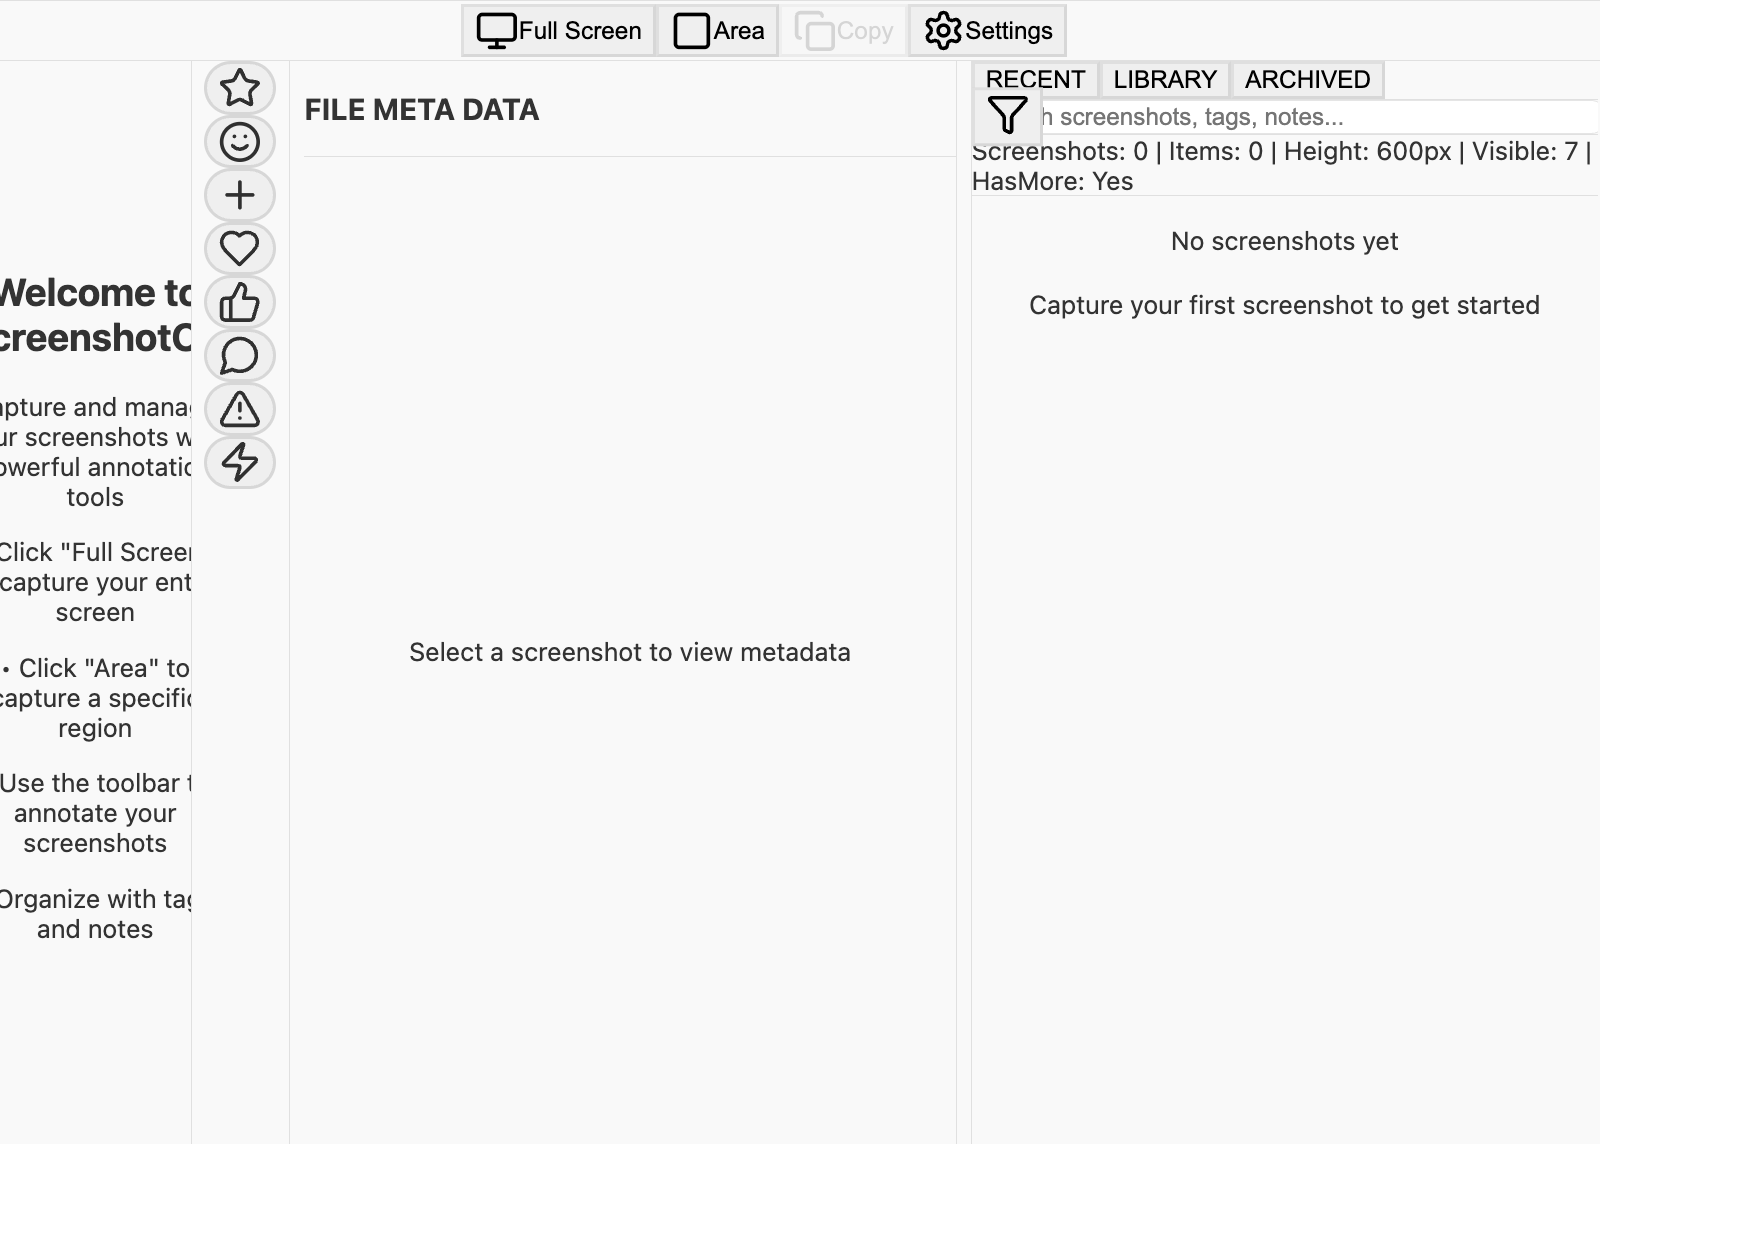 Full Screen Area Copy Settings
Welcome to
creenshotC
apture and manag
ur screenshots w
owerful annotatio
tools
Click "Full Screen
capture your ent
screen
• Click "Area" to
capture a specific
region
Use the toolbar t
annotate your
screenshots
Organize with tag
and notes
FILE META DATA
Select a screenshot to view metadata
RECENT LIBRARY ARCHIVED
h screenshots, tags, notes...
Screenshots: 0 | Items: 0 | Height: 600px | Visible: 7 |
HasMore: Yes
No screenshots yet
Capture your first screenshot to get started